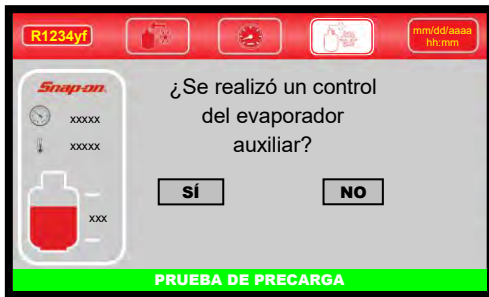 R1234yf
mm/dd/aaaa
hh:mm
Snap-on
xxxxx
xxxxx
xxx
¿Se realizó un control
del evaporador
auxiliar?
SÍ
NO
PRUEBA DE PRECARGA